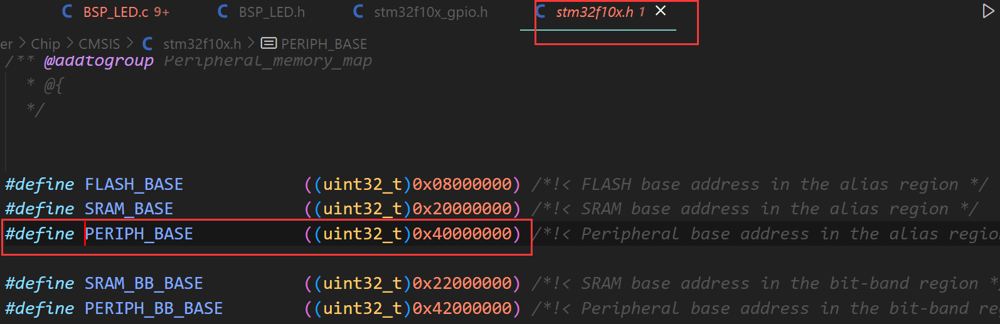 C BSP_LED.c 9+ C BSP_LED.h C stm32f10x_gpio.h C stm32f10x.h 1 ×
er > Chip > CMSIS > C stm32f10x.h > PERIPH_BASE
/** @addtogroup Peripheral_memory_map
* @{
*/
#define FLASH_BASE ((uint32_t)0x08000000) /*!< FLASH base address in the alias region */
#define SRAM_BASE ((uint32_t)0x20000000) /*!< SRAM base address in the alias region */
#define PERIPH_BASE ((uint32_t)0x40000000) /*!< Peripheral base address in the alias region
#define SRAM_BB_BASE ((uint32_t)0x22000000) /*!< SRAM base address in the bit-band region *
#define PERIPH_BB_BASE ((uint32_t)0x42000000) /*!< Peripheral base address in the bit-band re